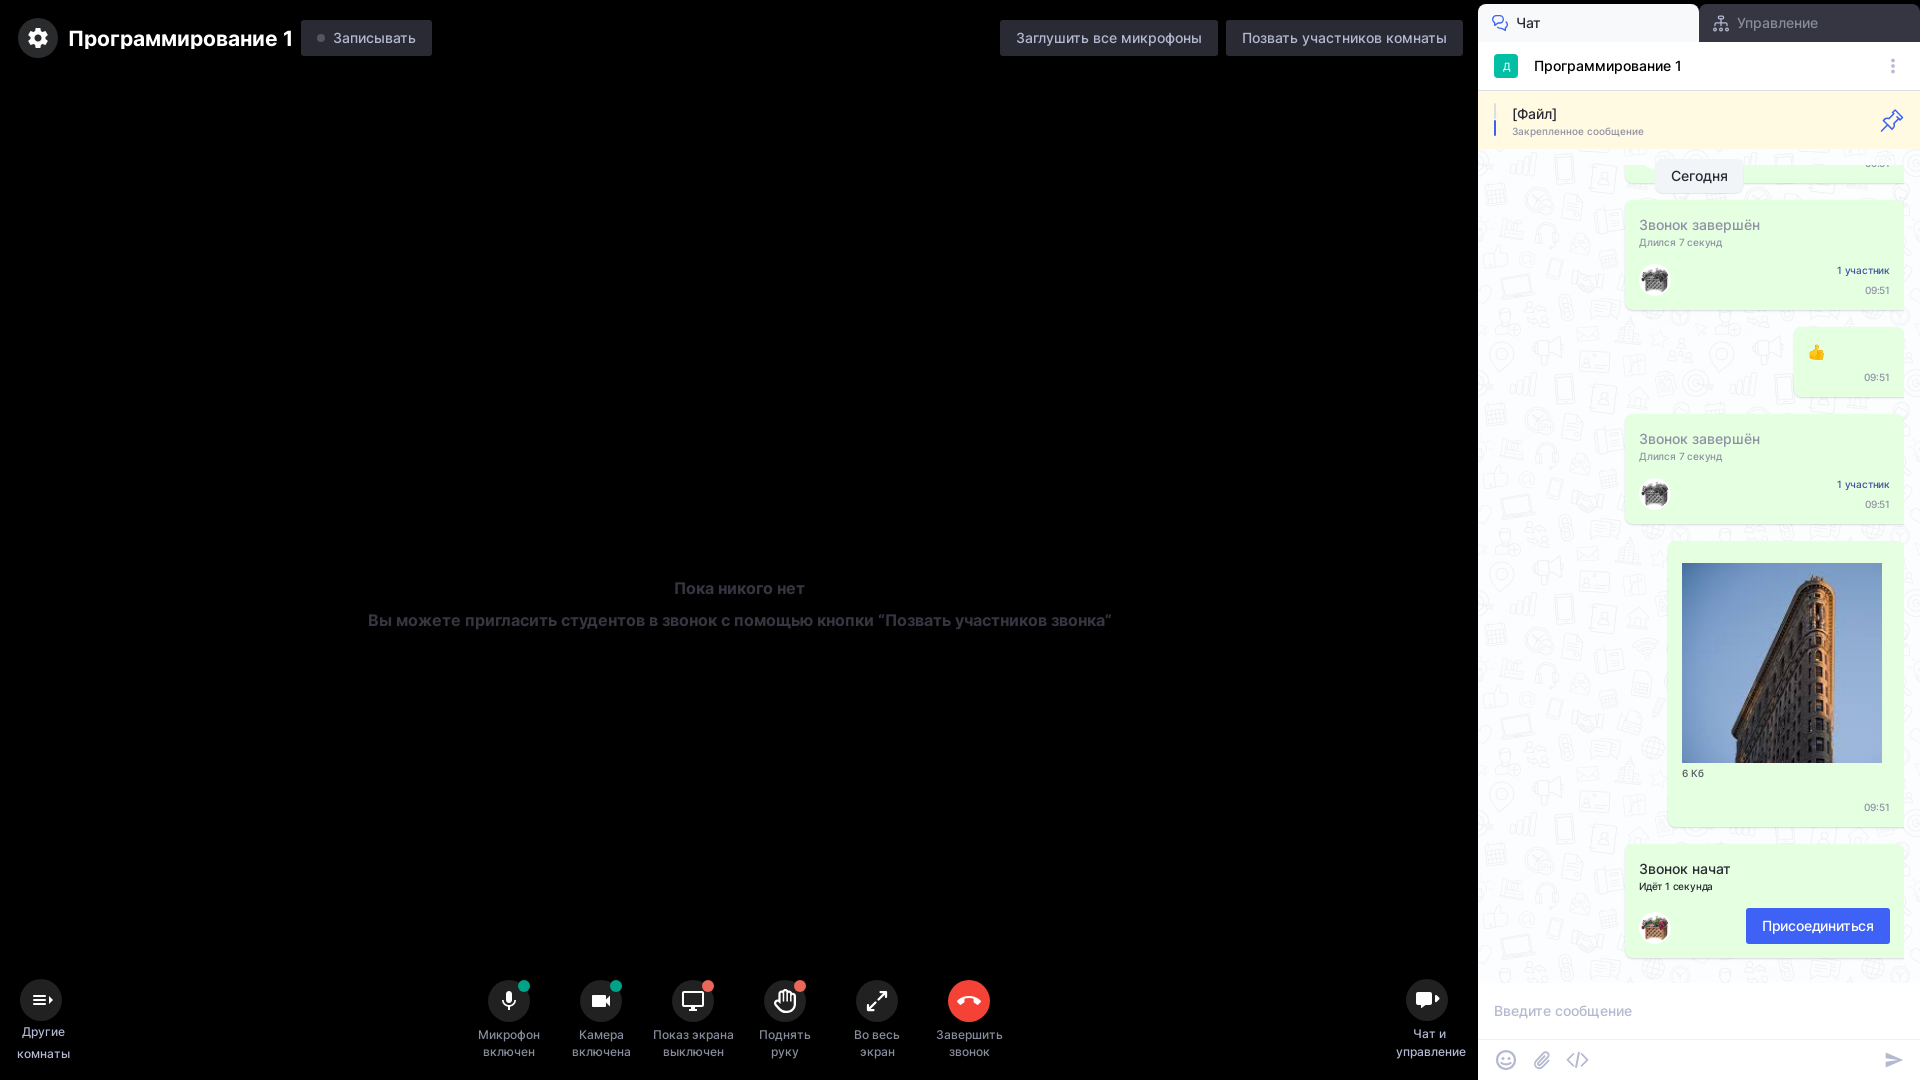 Программирование 1
Записывать
Заглушить все микрофоны
Позвать участников комнаты
Чат
Управление
Д
Программирование 1
[Файл]
Закрепленное сообщение
Сегодня
Звонок завершён
Длился 7 секунд
1 участник
09:51
09:51
Звонок завершён
Длился 7 секунд
1 участник
09:51
6 Кб
09:51
Звонок начат
Идёт 1 секунда
Присоединиться
Пока никого нет
Вы можете пригласить студентов в звонок с помощью кнопки “Позвать участников звонка”
Другие
комнаты
Микрофон
включен
Камера
включена
Показ экрана
выключен
Поднять
руку
Во весь
экран
Завершить
звонок
Чат и
управление
Введите сообщение